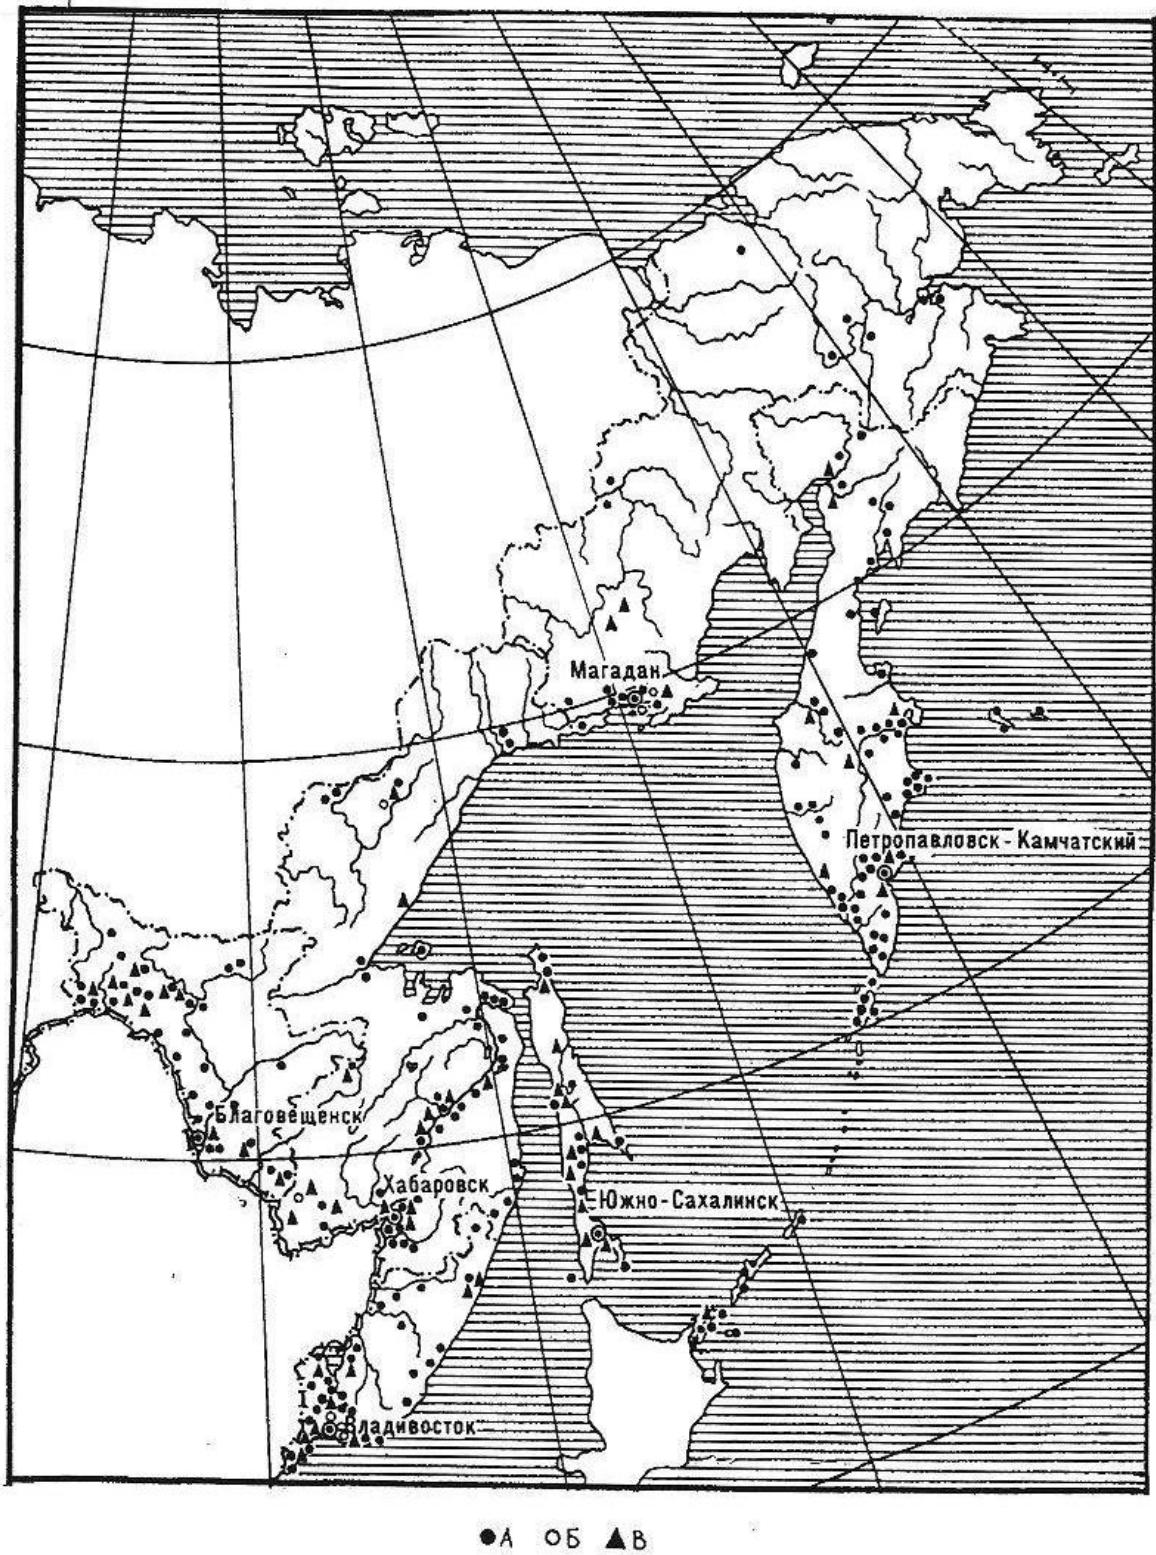 Магадан
Петропавловск-Камчатский
Благовещенск
Хабаровск
Южно-Сахалинск
Владивосток
А Б В